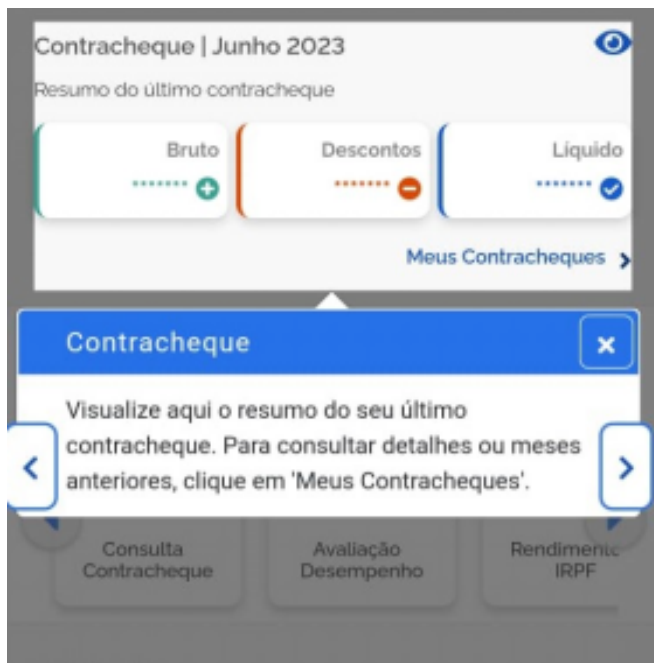 Contracheque | Junho 2023
Resumo do último contracheque
Bruto
Descontos
Líquido
•••••••
•••••••
•••••••
Meus Contracheques
Contracheque
Visualize aqui o resumo do seu último
contracheque. Para consultar detalhes ou meses
anteriores, clique em 'Meus Contracheques'.
Consulta
Contracheque
Avaliação
Desempenho
Rendimento
IRPF